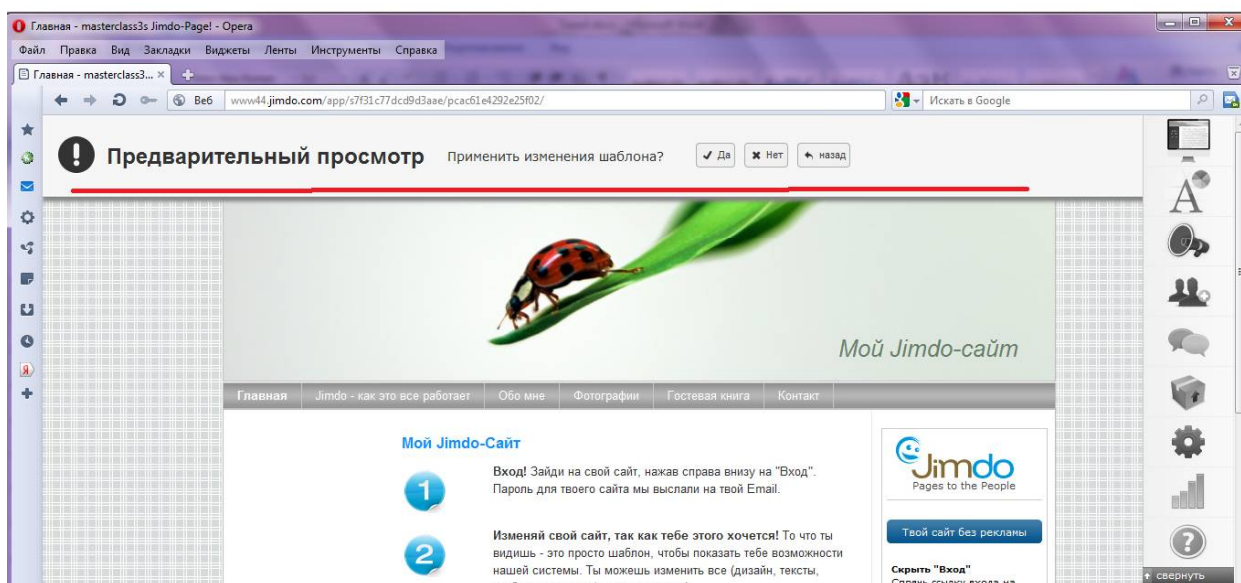 Главная - masterclass3s Jimdo-Page! - Opera
Файл Правка Вид Закладки Виджеты Ленты Инструменты Справка
Главная - masterclass3...
Веб www44.jimdo.com/app/s7f31c77dcd9d3aae/pcac61e4292e25f02/ Искать в Google
Предварительный просмотр Применить изменения шаблона? Да Нет назад
Мой Jimdo-сайт
Главная Jimdo - как это все работает Обо мне Фотографии Гостевая книга Контакт
Мой Jimdo-Сайт
1
Вход! Зайди на свой сайт, нажав справа внизу на "Вход".
Пароль для твоего сайта мы выслали на твой Email.
2
Изменяй свой сайт, так как тебе этого хочется! То что ты
видишь - это просто шаблон, чтобы показать тебе возможности
нашей системы. Ты можешь изменить все (дизайн, тексты,
Jimdo
Pages to the People
Твой сайт без рекламы
Скрыть "Вход"
свернуть